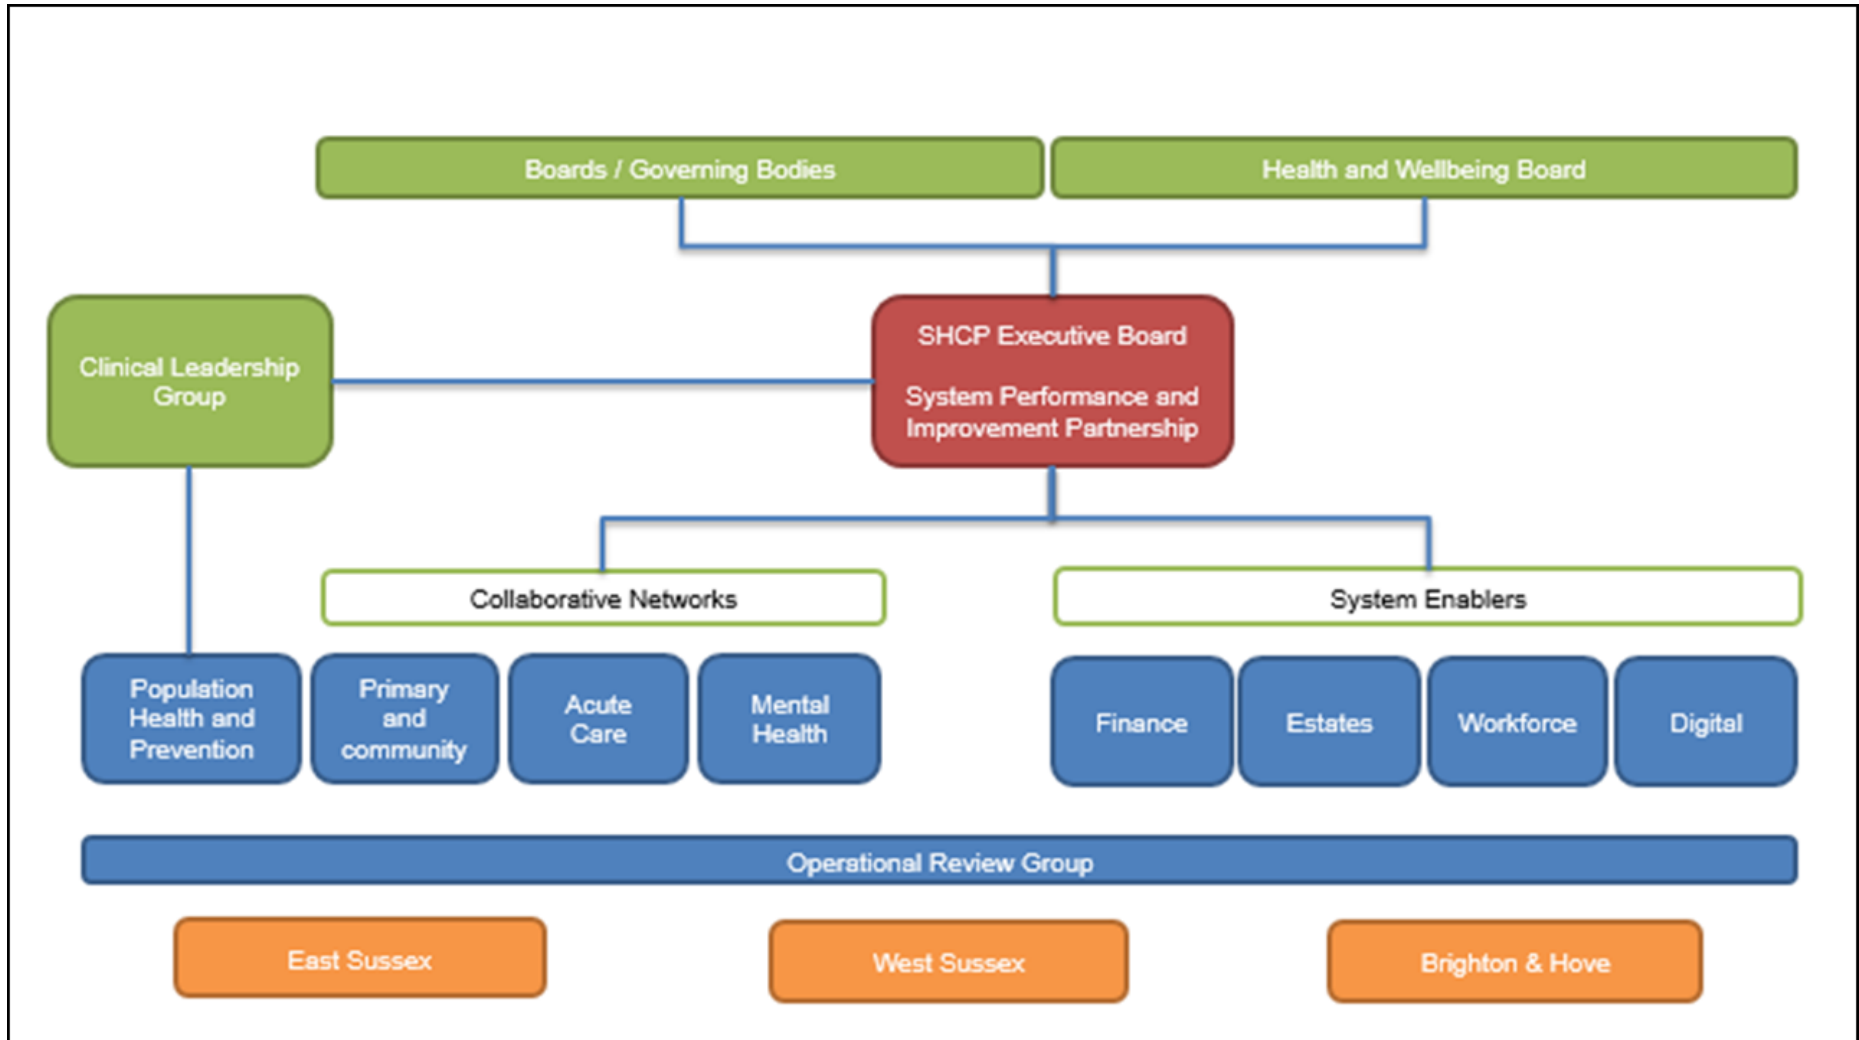 Boards / Governing Bodies
Health and Wellbeing Board
Clinical Leadership
Group
SHCP Executive Board
System Performance and
Improvement Partnership
Collaborative Networks
System Enablers
Population
Health and
Prevention
Primary
and
community
Acute
Care
Mental
Health
Finance
Estates
Workforce
Digital
Operational Review Group
East Sussex
West Sussex
Brighton & Hove